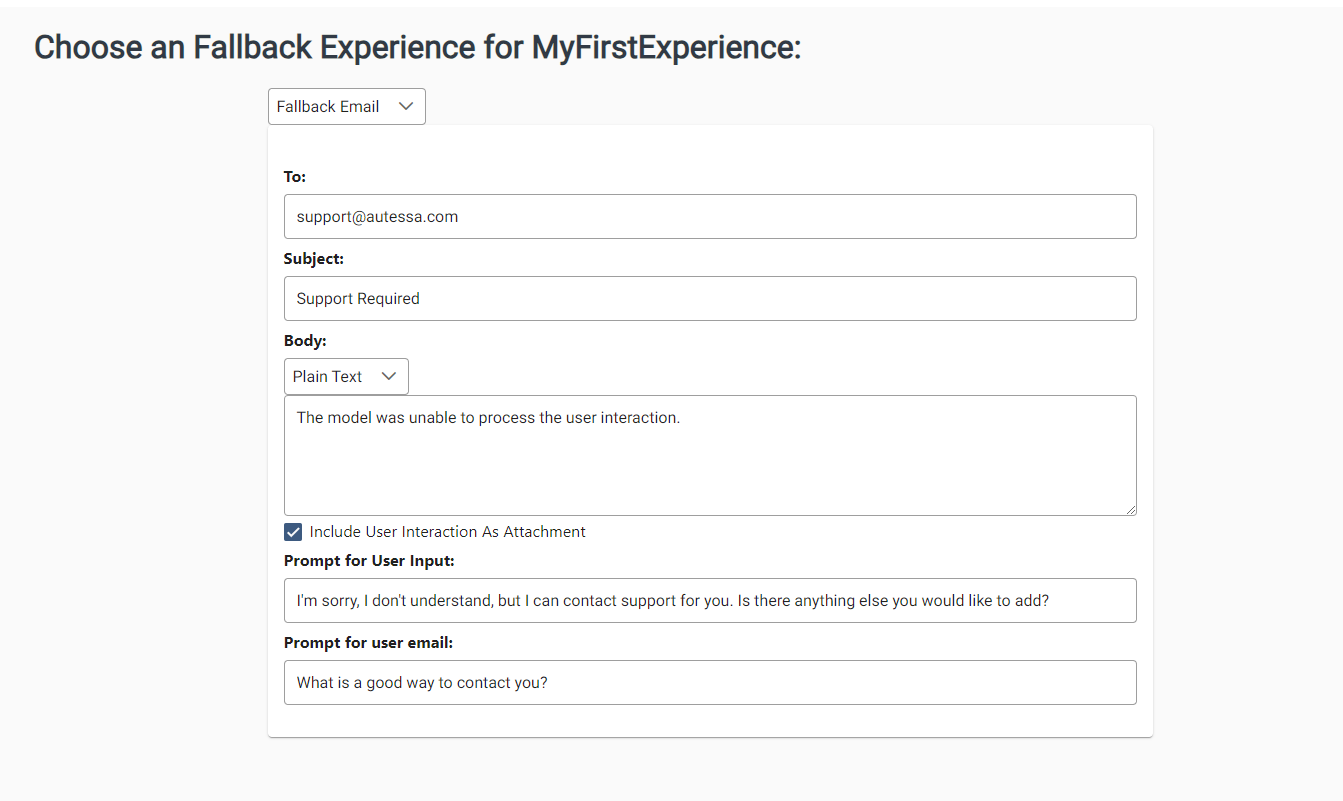 Choose an Fallback Experience for MyFirstExperience:
Fallback Email
To:
support@autessa.com
Subject:
Support Required
Body:
Plain Text
The model was unable to process the user interaction.
Include User Interaction As Attachment
Prompt for User Input:
I'm sorry, I don't understand, but I can contact support for you. Is there anything else you would like to add?
Prompt for user email:
What is a good way to contact you?